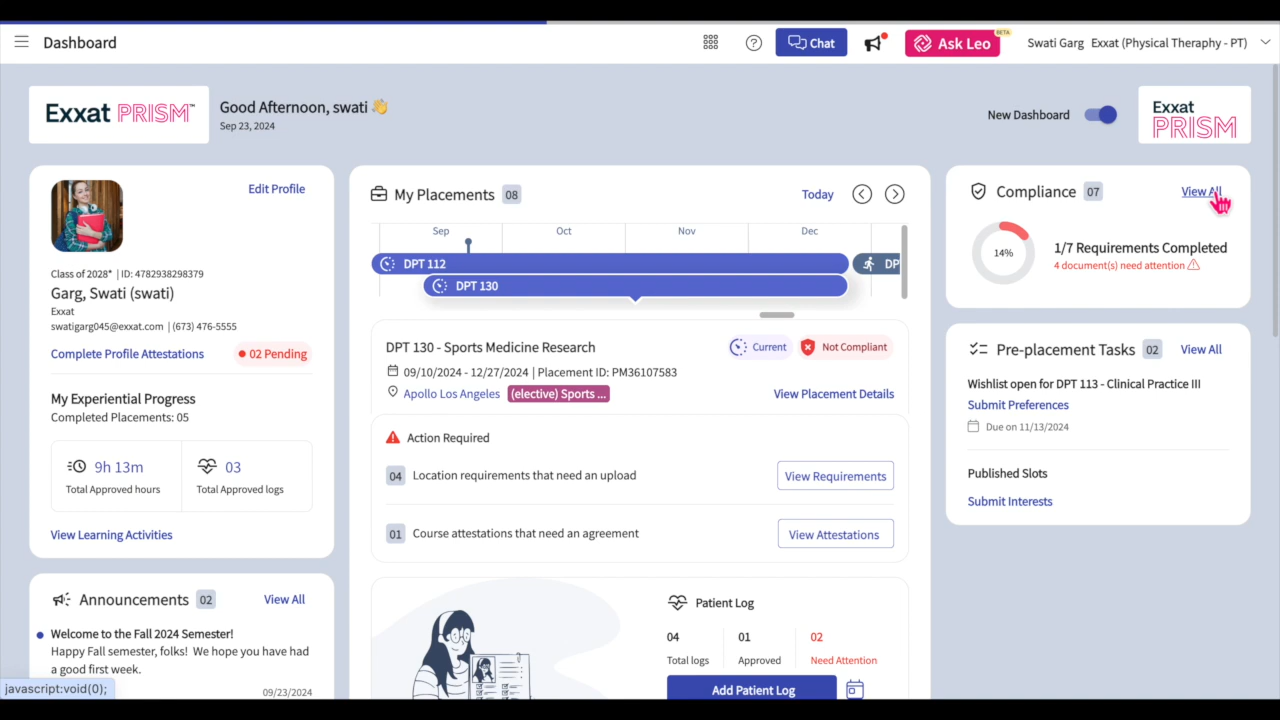 Dashboard
Chat
Ask Leo
BETA
Swati Garg Exxat (Physical Theraphy - PT)
Exxat PRISM™
Good Afternoon, swati 👋
Sep 23, 2024
New Dashboard
Exxat
PRISM
Edit Profile
Class of 2028* | ID: 4782938298379
Garg, Swati (swati)
Exxat
swatigarg045@exxat.com | (673) 476-5555
Complete Profile Attestations
02 Pending
My Experiential Progress
Completed Placements: 05
9h 13m
Total Approved hours
03
Total Approved logs
View Learning Activities
Announcements 02
View All
Welcome to the Fall 2024 Semester!
Happy Fall semester, folks! We hope you have had
a good first week.
09/23/2024
javascript:void(0);
My Placements 08
Today
Sep Oct Nov Dec
DPT 112
DP
DPT 130
DPT 130 - Sports Medicine Research
Current
Not Compliant
09/10/2024 - 12/27/2024 | Placement ID: PM36107583
Apollo Los Angeles
(elective) Sports ...
View Placement Details
Action Required
04 Location requirements that need an upload
View Requirements
01 Course attestations that need an agreement
View Attestations
Patient Log
04 01 02
Total logs Approved Need Attention
Add Patient Log
Compliance 07
View All
14%
1/7 Requirements Completed
4 document(s) need attention
Pre-placement Tasks 02
View All
Wishlist open for DPT 113 - Clinical Practice III
Submit Preferences
Due on 11/13/2024
Published Slots
Submit Interests